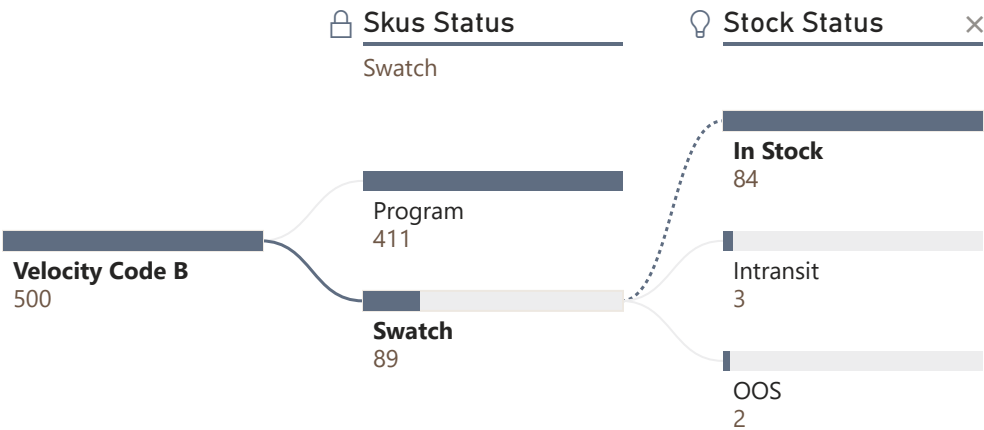 Skus Status
Swatch
Stock Status
Velocity Code B
500
Program
411
Swatch
89
In Stock
84
Intransit
3
OOS
2